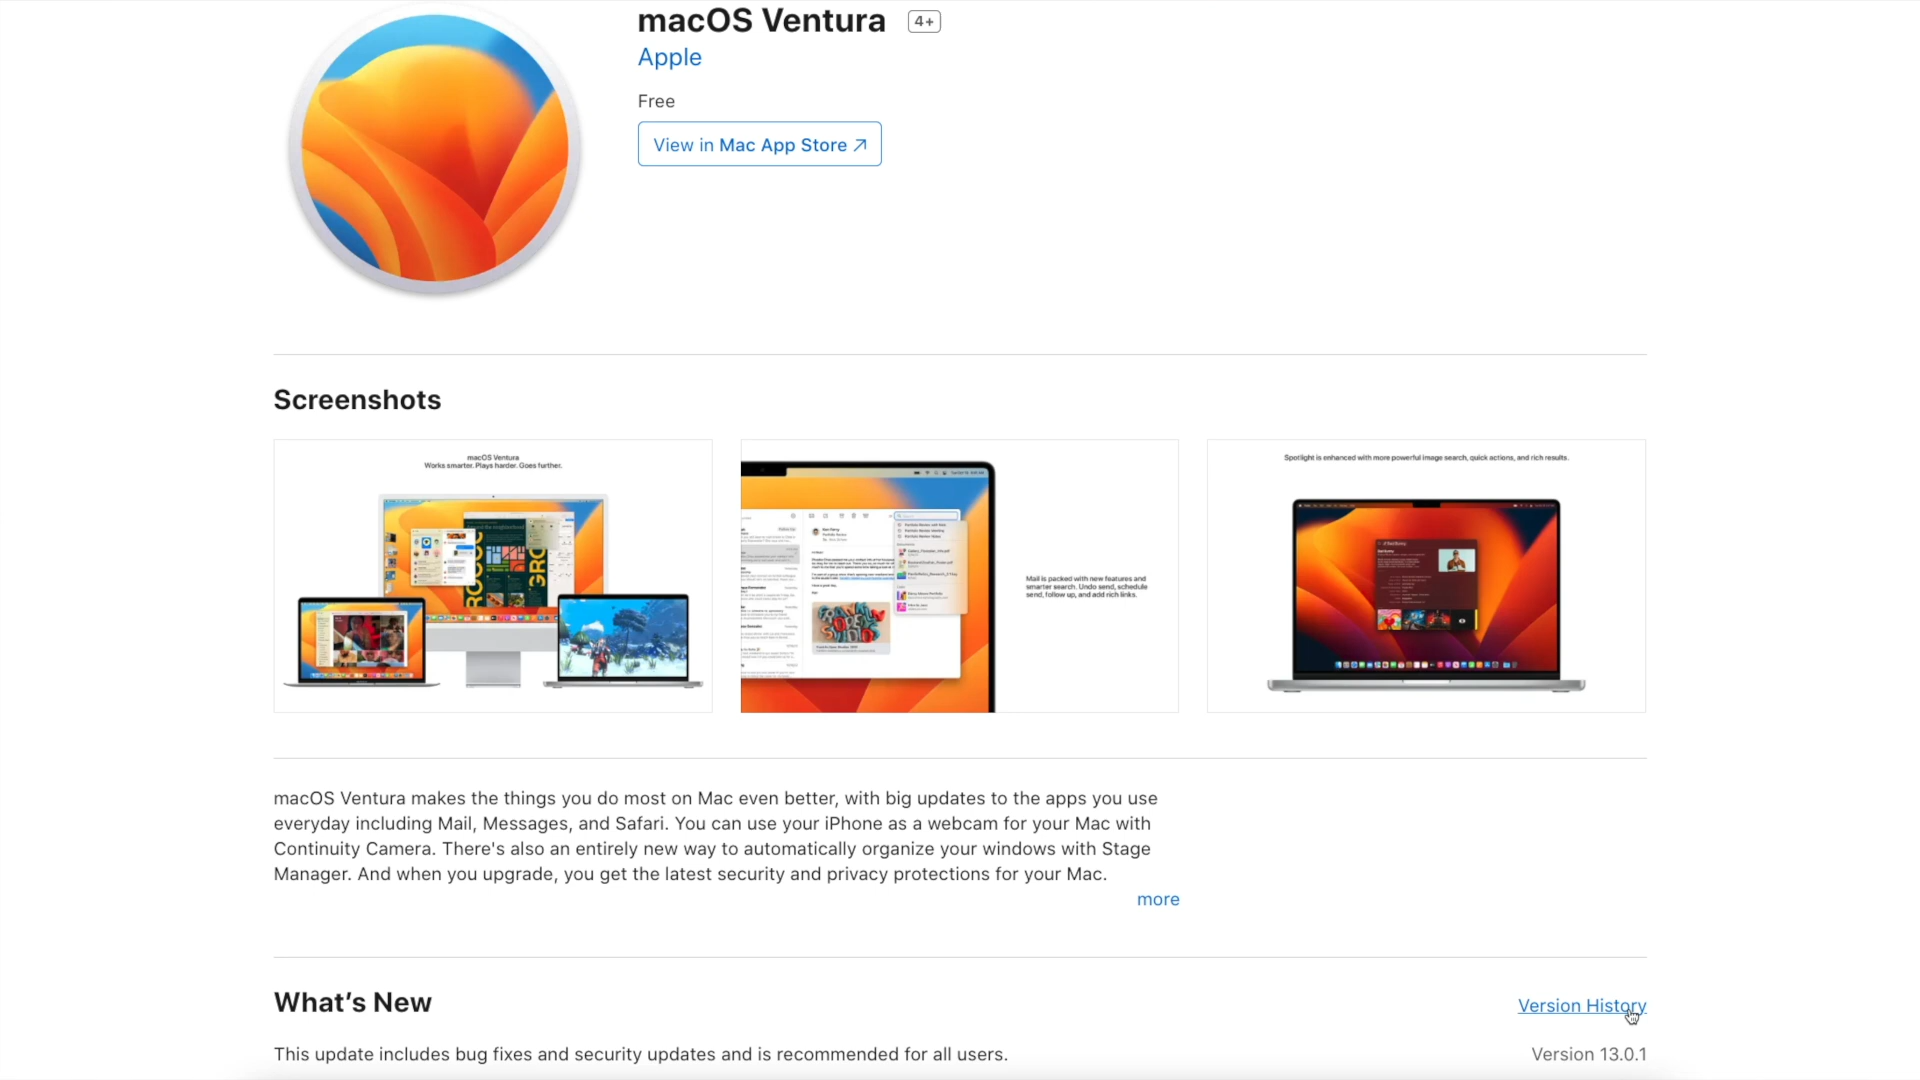 macOS Ventura 4+
Apple
Free
View in Mac App Store
Screenshots
macOS Ventura
Works smarter. Plays harder. Goes further.
Mail is packed with new features and
smarter search. Undo send, schedule
send, follow up, and add rich links.
Spotlight is enhanced with more powerful image search, quick actions, and rich results.
macOS Ventura makes the things you do most on Mac even better, with big updates to the apps you use
everyday including Mail, Messages, and Safari. You can use your iPhone as a webcam for your Mac with
Continuity Camera. There's also an entirely new way to automatically organize your windows with Stage
Manager. And when you upgrade, you get the latest security and privacy protections for your Mac.
more
What's New
Version History
This update includes bug fixes and security updates and is recommended for all users.
Version 13.0.1